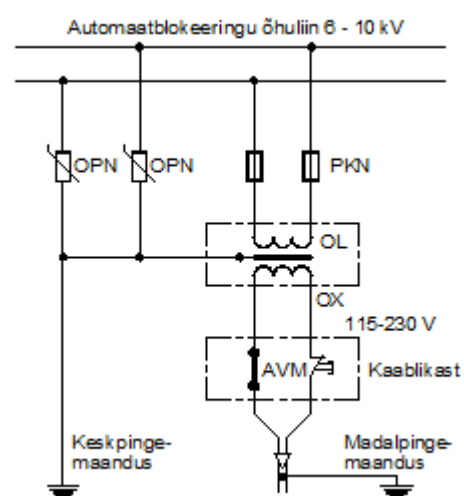 Automaatblokeeringu õhuliin 6 - 10 kV
OPN
OPN
PKN
OL
OX
115-230 V
AVM
Kaablikast
Keskpinge-
maandus
Madalpinge-
maandus